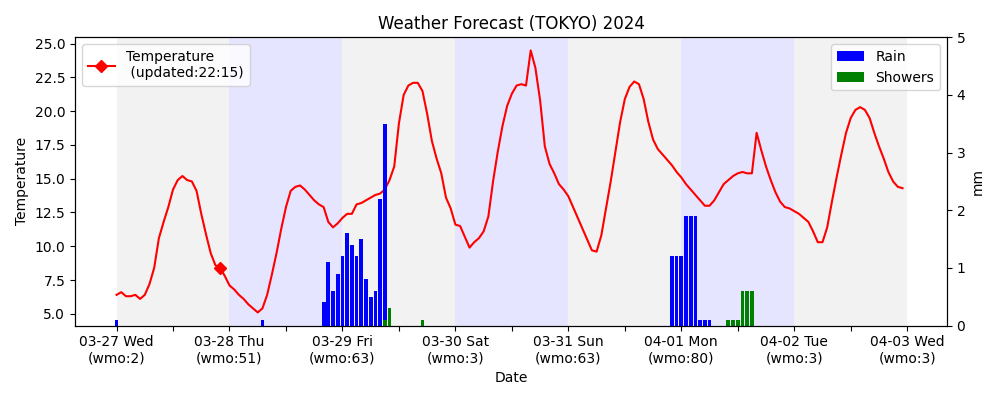 Weather Forecast (TOKYO) 2024
Temperature
(updated:22:15)
Rain
Showers
25.0
22.5
20.0
17.5
15.0
12.5
10.0
7.5
5.0
Temperature
5
4
3
2
1
0
mm
03-27 Wed
(wmo:2)
03-28 Thu
(wmo:51)
03-29 Fri
(wmo:63)
03-30 Sat
(wmo:3)
03-31 Sun
(wmo:63)
04-01 Mon
(wmo:80)
04-02 Tue
(wmo:3)
04-03 Wed
(wmo:3)
Date